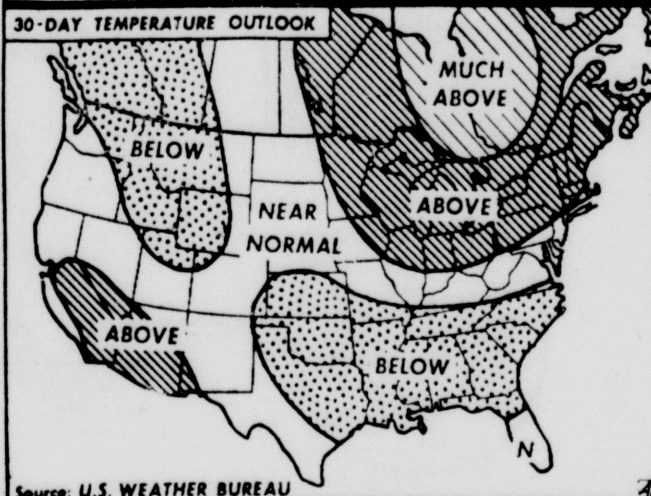 30-DAY TEMPERATURE OUTLOOK
MUCH
ABOVE
BELOW
ABOVE
NEAR
NORMAL
ABOVE
BELOW
N
Source: U.S. WEATHER BUREAU